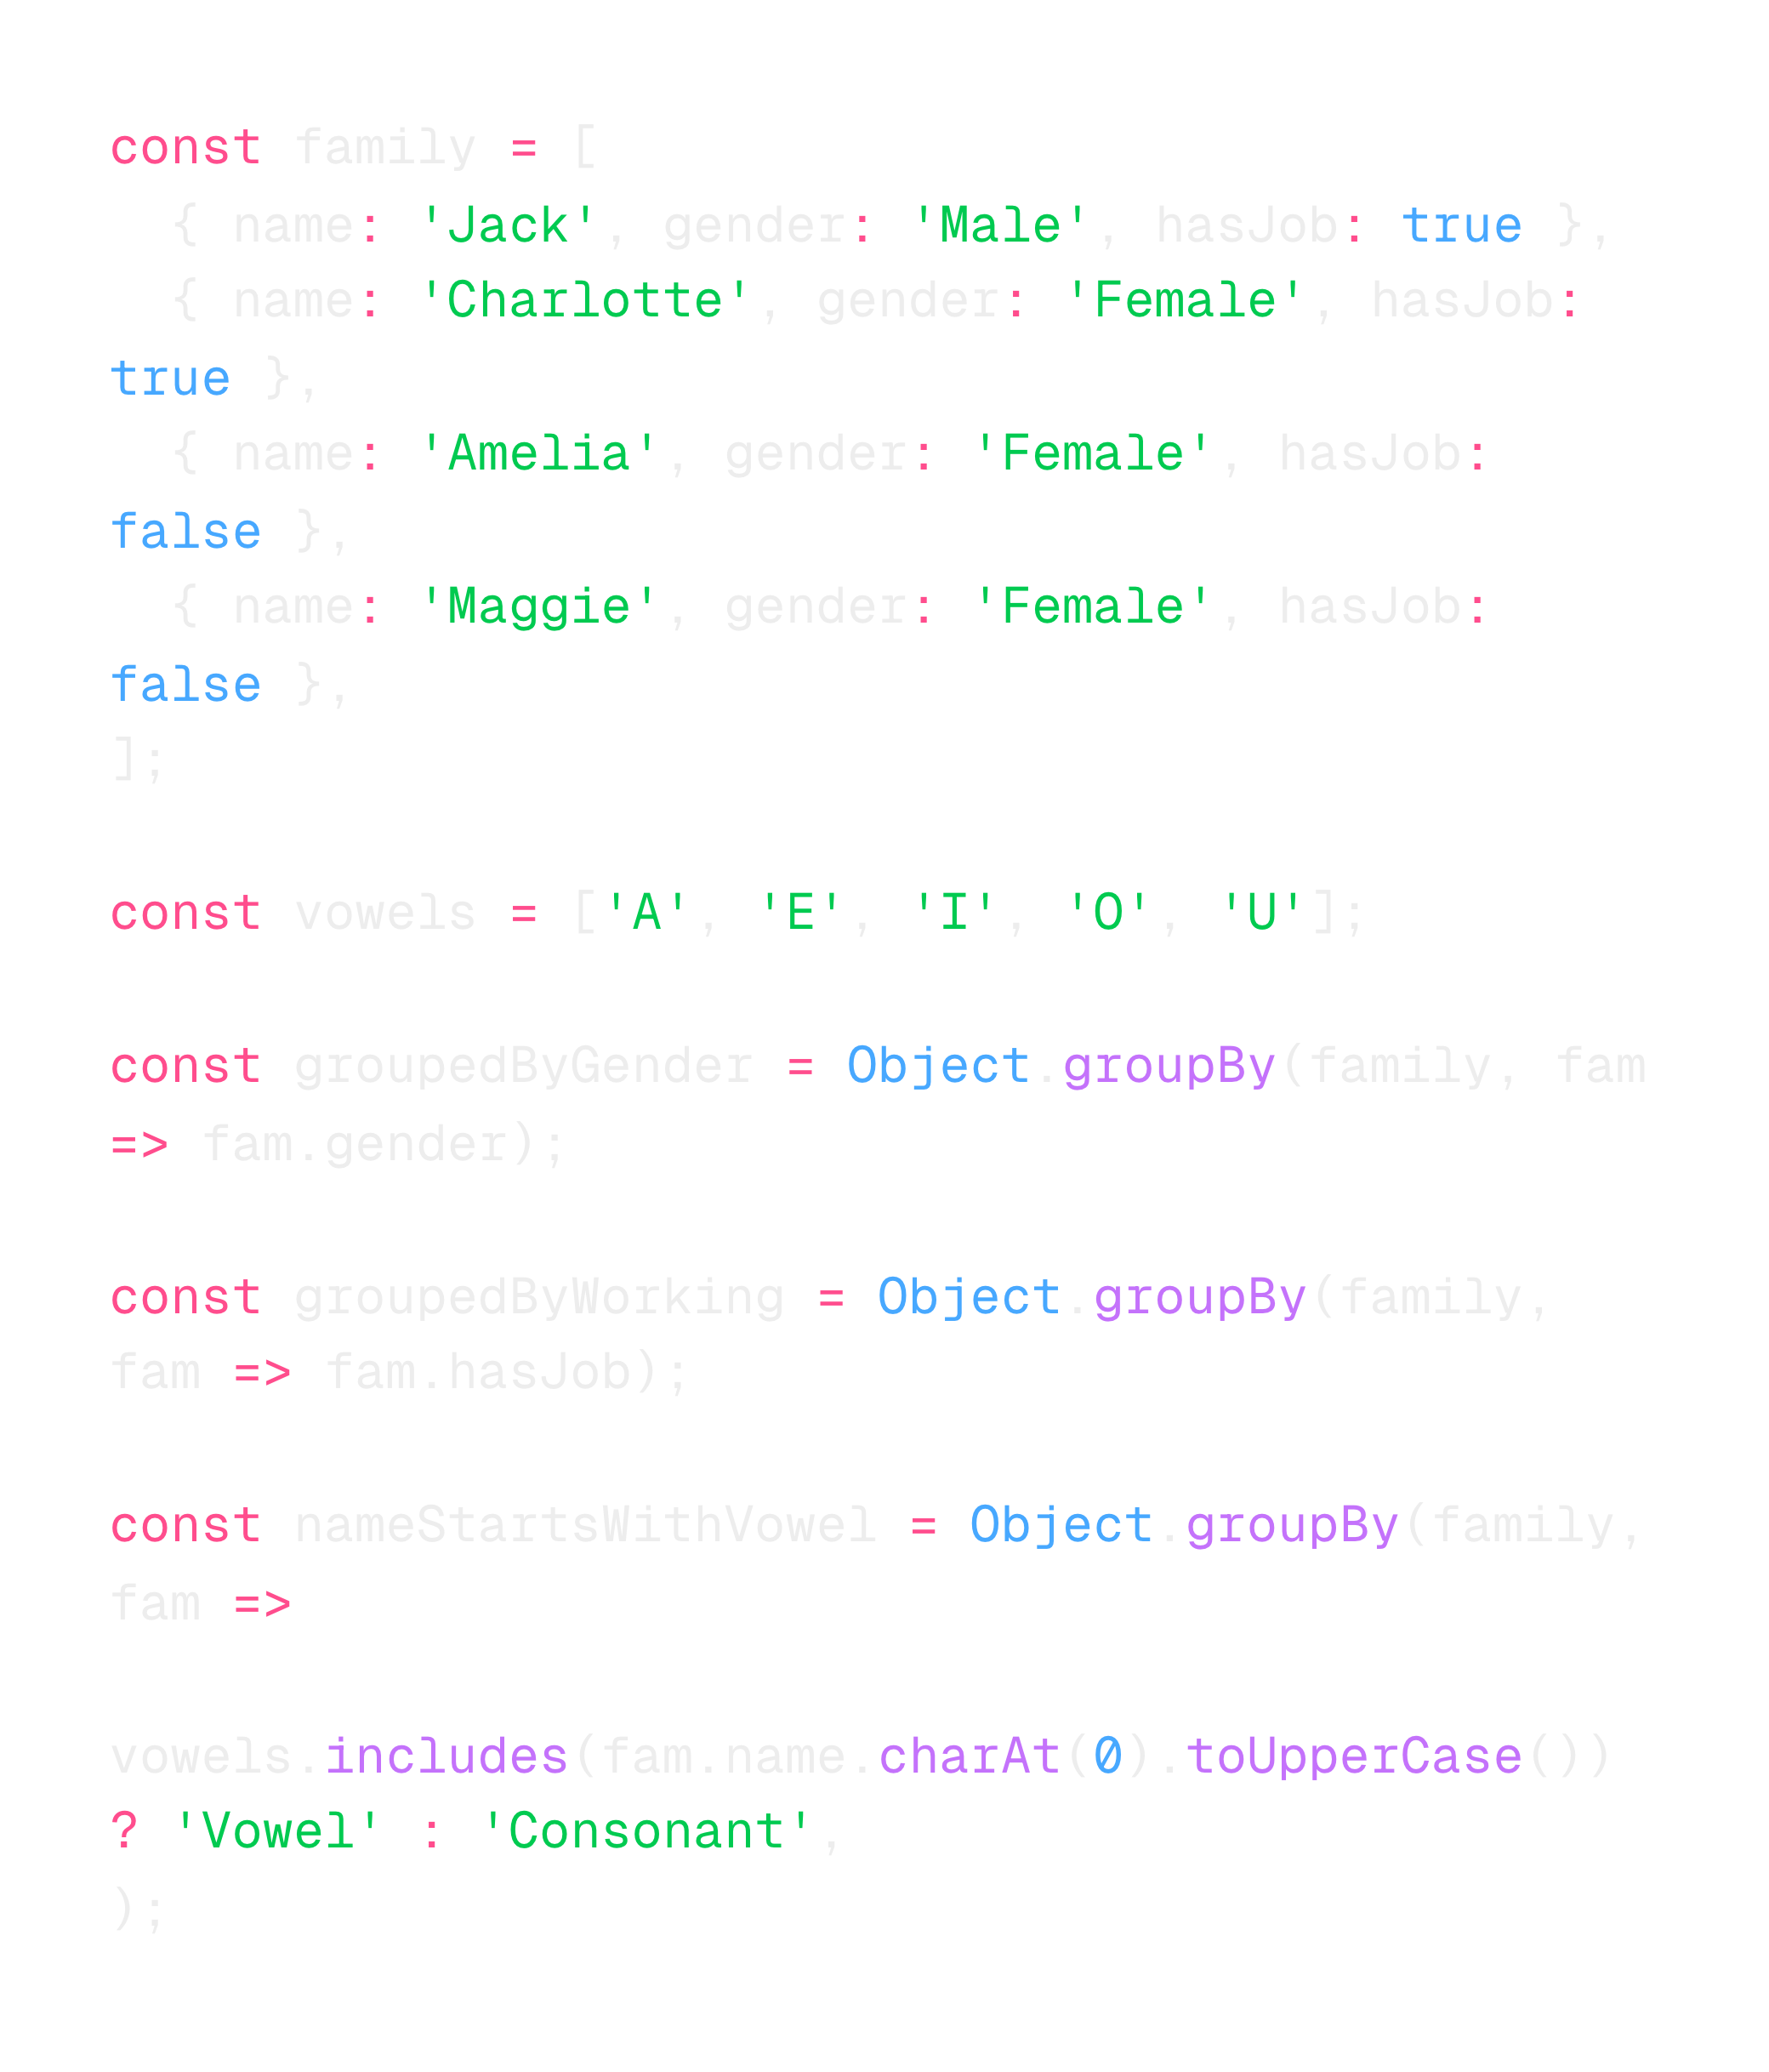 const family = [
  { name: 'Jack', gender: 'Male', hasJob: true },
  { name: 'Charlotte', gender: 'Female', hasJob:
true },
  { name: 'Amelia', gender: 'Female', hasJob:
false },
  { name: 'Maggie', gender: 'Female', hasJob:
false },
];

const vowels = ['A', 'E', 'I', 'O', 'U'];

const groupedByGender = Object.groupBy(family, fam
=> fam.gender);

const groupedByWorking = Object.groupBy(family,
fam => fam.hasJob);

const nameStartsWithVowel = Object.groupBy(family,
fam =>

vowels.includes(fam.name.charAt(0).toUpperCase())
? 'Vowel' : 'Consonant',
);